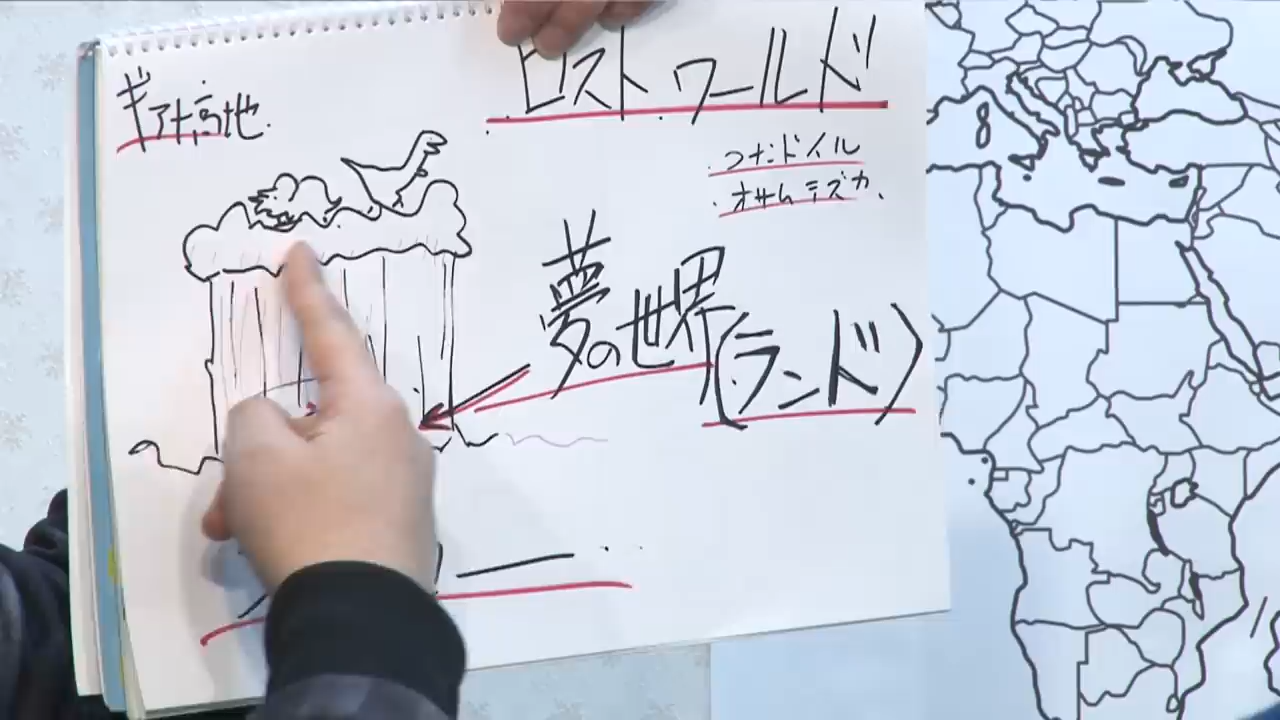 ギアナ高地
ロストワールド
コナン・ドイル
オサムシズカ
夢の世界
(ランド)